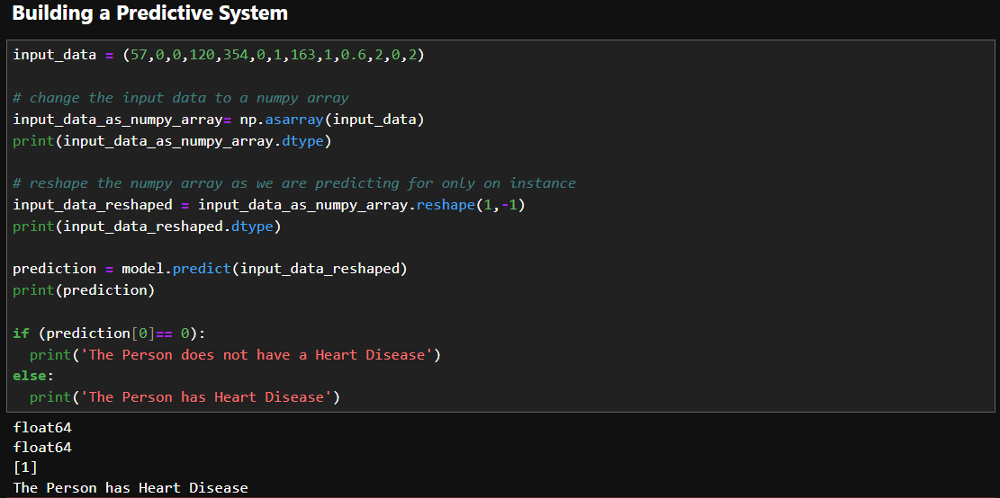 Building a Predictive System
input_data = (57,0,0,120,354,0,1,163,1,0.6,2,0,2)
# change the input data to a numpy array
input_data_as_numpy_array= np.asarray(input_data)
print(input_data_as_numpy_array.dtype)
# reshape the numpy array as we are predicting for only on instance
input_data_reshaped = input_data_as_numpy_array.reshape(1,-1)
print(input_data_reshaped.dtype)
prediction = model.predict(input_data_reshaped)
print(prediction)
if (prediction[0]== 0):
  print('The Person does not have a Heart Disease')
else:
  print('The Person has Heart Disease')
float64
float64
[1]
The Person has Heart Disease